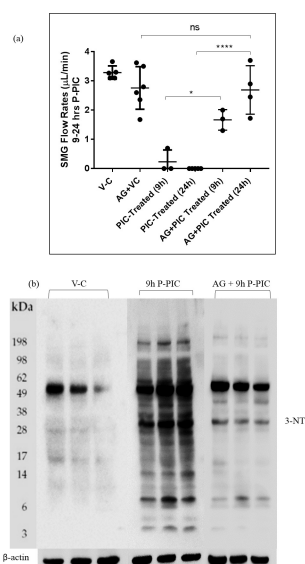 (a)
ns
****
*
SMG Flow Rates (μL/min)
9-24 hrs P-PIC
4
3
2
1
0
V-C
AG+VC
PIC-Treated (9h)
PIC-Treated (24h)
AG+PIC Treated (9h)
AG+PIC Treated (24h)
(b)
V-C
9h P-PIC
AG + 9h P-PIC
kDa
198
98
62
49
38
28
17
14
6
3
3-NT
β-actin